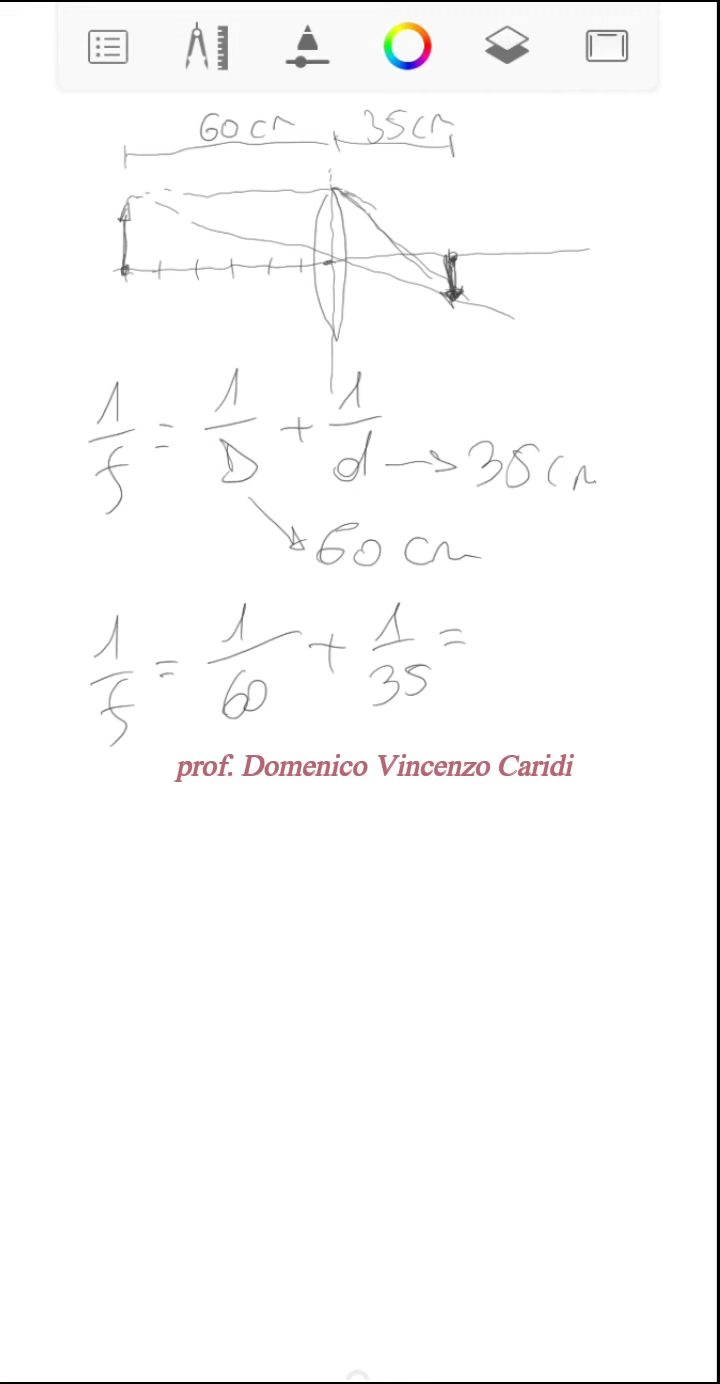 60 cm 35 cm
1/f = 1/D + 1/d → 35 cm
60 cm
1/f = 1/60 + 1/35 =
prof. Domenico Vincenzo Caridi